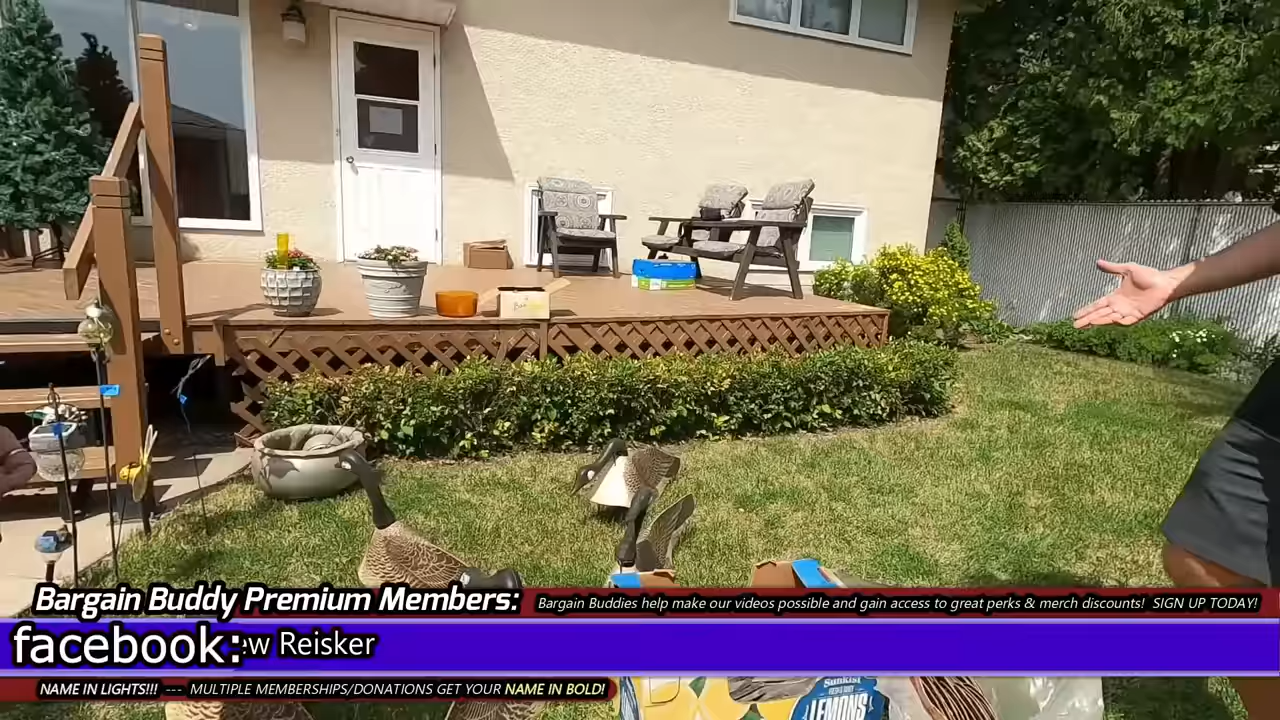 Bargain Buddy Premium Members:
Bargain Buddies help make our videos possible and gain access to great perks & merch discounts! SIGN UP TODAY!
facebook:
ew Reisker
NAME IN LIGHTS!!! --- MULTIPLE MEMBERSHIPS/DONATIONS GET YOUR NAME IN BOLD!
Sunkist
LEMONS